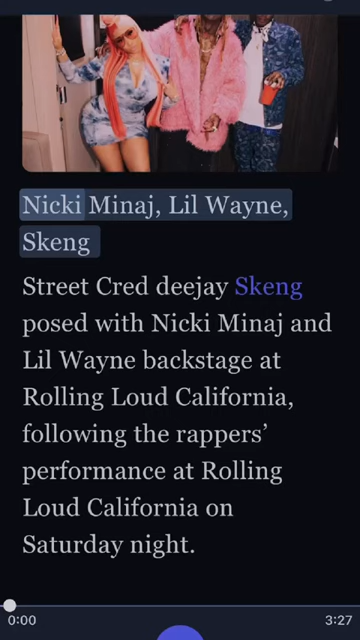 Nicki Minaj, Lil Wayne,
Skeng
Street Cred deejay Skeng
posed with Nicki Minaj and
Lil Wayne backstage at
Rolling Loud California,
following the rappers’
performance at Rolling
Loud California on
Saturday night.
0:00 3:27